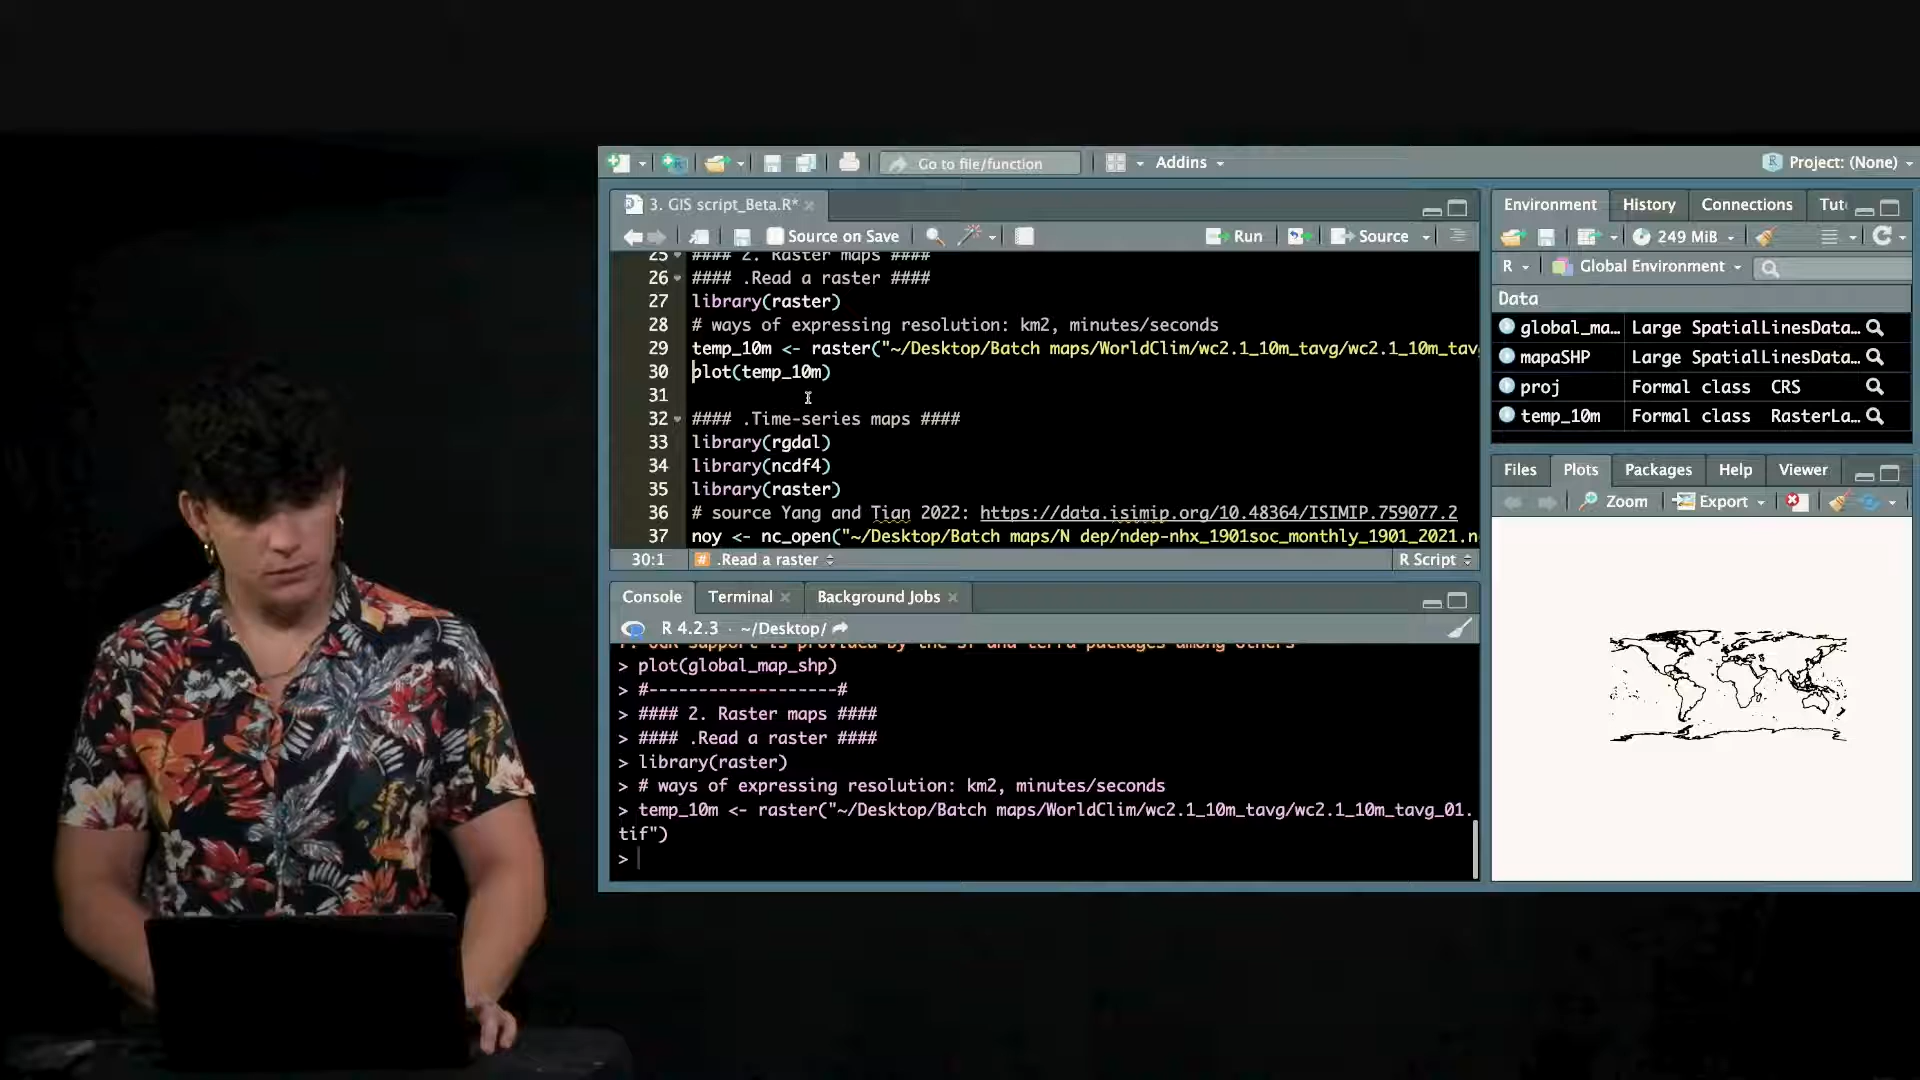 Go to file/function
Addins
Project: (None)
3. GIS script_Beta.R*
Source on Save
Run
Source
25 #### 2. Raster maps ####
26 #### .Read a raster ####
27 library(raster)
28 # ways of expressing resolution: km2, minutes/seconds
29 temp_10m <- raster("~/Desktop/Batch maps/WorldClim/wc2.1_10m_tavg/wc2.1_10m_tav
30 plot(temp_10m)
31
32 #### .Time-series maps ####
33 library(rgdal)
34 library(ncdf4)
35 library(raster)
36 # source Yang and Tian 2022: https://data.isimip.org/10.48364/ISIMIP.759077.2
37 noy <- nc_open("~/Desktop/Batch maps/N dep/ndep-nhx_1901soc_monthly_1901_2021.n
30:1 .Read a raster R Script
Console Terminal Background Jobs
R 4.2.3 · ~/Desktop/
> plot(global_map_shp)
> #-------------------#
> #### 2. Raster maps ####
> #### .Read a raster ####
> library(raster)
> # ways of expressing resolution: km2, minutes/seconds
> temp_10m <- raster("~/Desktop/Batch maps/WorldClim/wc2.1_10m_tavg/wc2.1_10m_tavg_01.
tif")
>
Environment History Connections Tut
249 MiB
R Global Environment
Data
global_ma… Large SpatialLinesData…
mapaSHP Large SpatialLinesData…
proj Formal class CRS
temp_10m Formal class RasterLa…
Files Plots Packages Help Viewer
Zoom Export